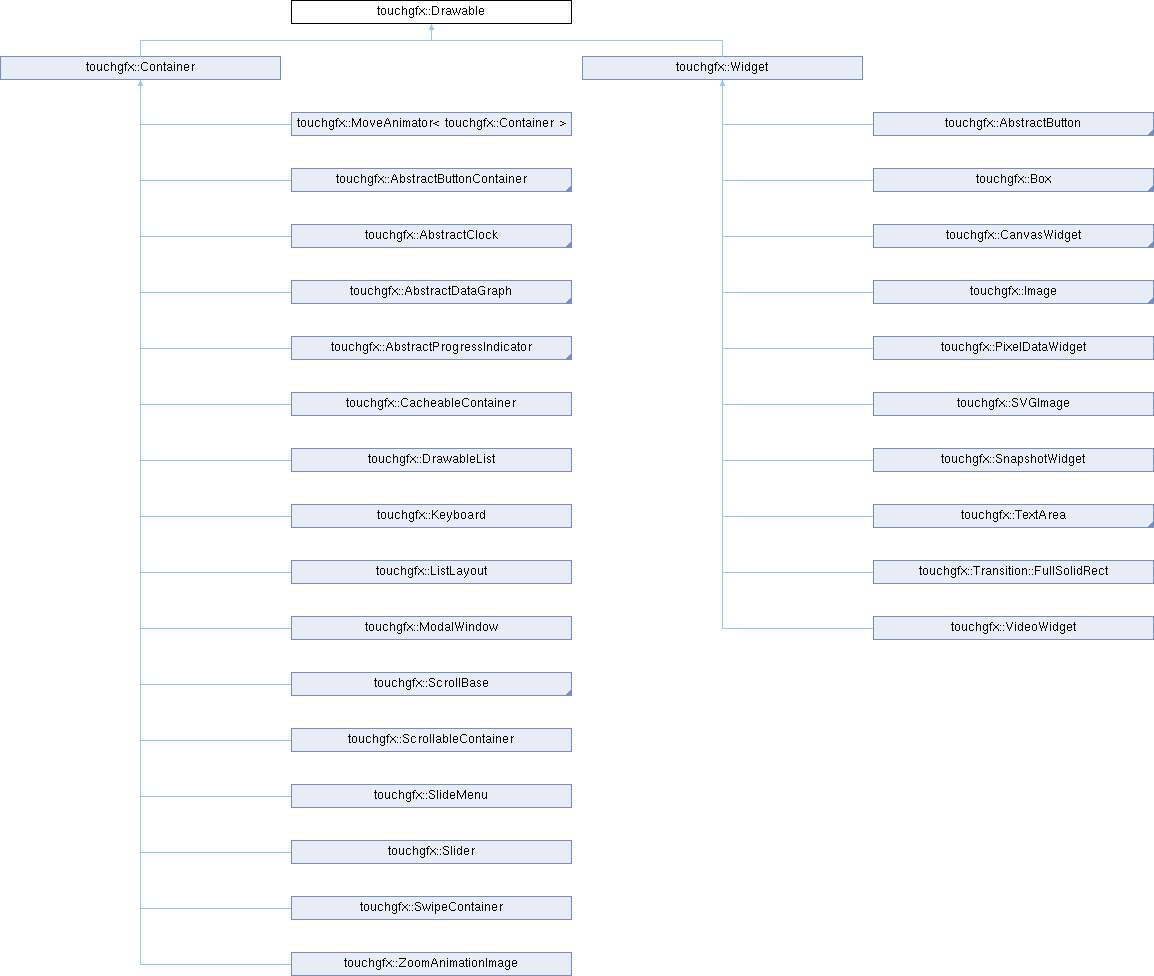 touchgfx::Drawable
touchgfx::Container
touchgfx::Widget
touchgfx::MoveAnimator< touchgfx::Container >
touchgfx::AbstractButtonContainer
touchgfx::AbstractClock
touchgfx::AbstractDataGraph
touchgfx::AbstractProgressIndicator
touchgfx::CacheableContainer
touchgfx::DrawableList
touchgfx::Keyboard
touchgfx::ListLayout
touchgfx::ModalWindow
touchgfx::ScrollBase
touchgfx::ScrollableContainer
touchgfx::SlideMenu
touchgfx::Slider
touchgfx::SwipeContainer
touchgfx::ZoomAnimationImage
touchgfx::AbstractButton
touchgfx::Box
touchgfx::CanvasWidget
touchgfx::Image
touchgfx::PixelDataWidget
touchgfx::SVGImage
touchgfx::SnapshotWidget
touchgfx::TextArea
touchgfx::Transition::FullSolidRect
touchgfx::VideoWidget